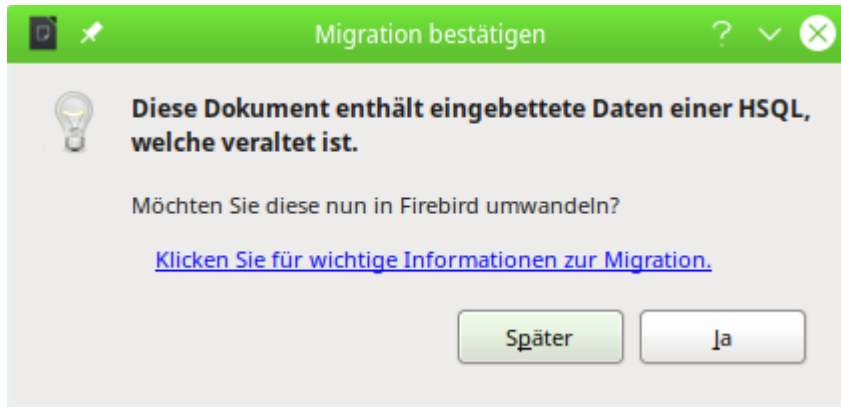 Migration bestätigen
Diese Dokument enthält eingebettete Daten einer HSQL,
welche veraltet ist.
Möchten Sie diese nun in Firebird umwandeln?
Klicken Sie für wichtige Informationen zur Migration.
Später
Ja